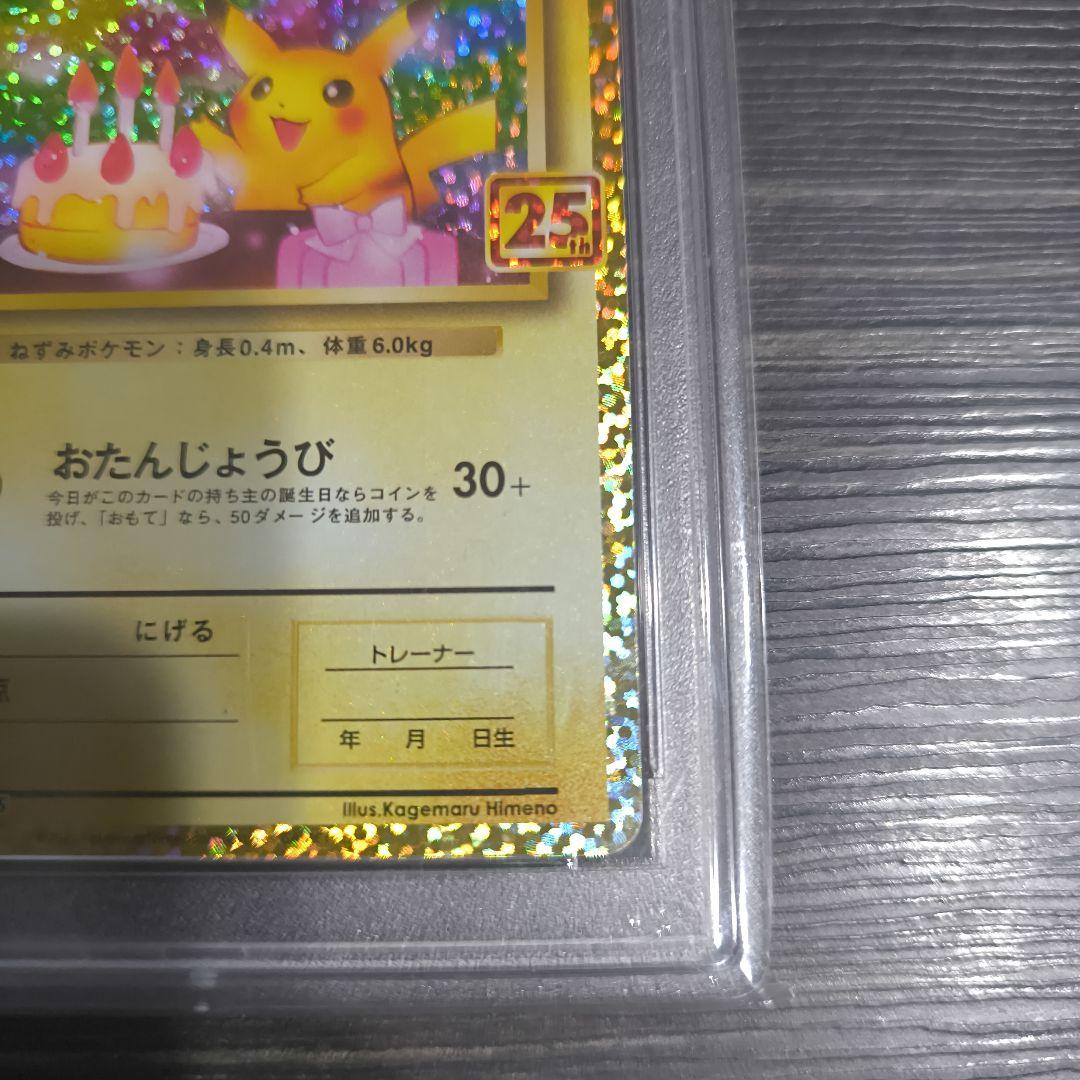 25th
ねずみポケモン：身長0.4m、体重6.0kg
おたんじょうび 30+
今日がこのカードの持ち主の誕生日ならコインを
投げ、「おもて」なら、50ダメージを追加する。
にげる
トレーナー
年 月 日生
Illus.Kagemaru Himeno